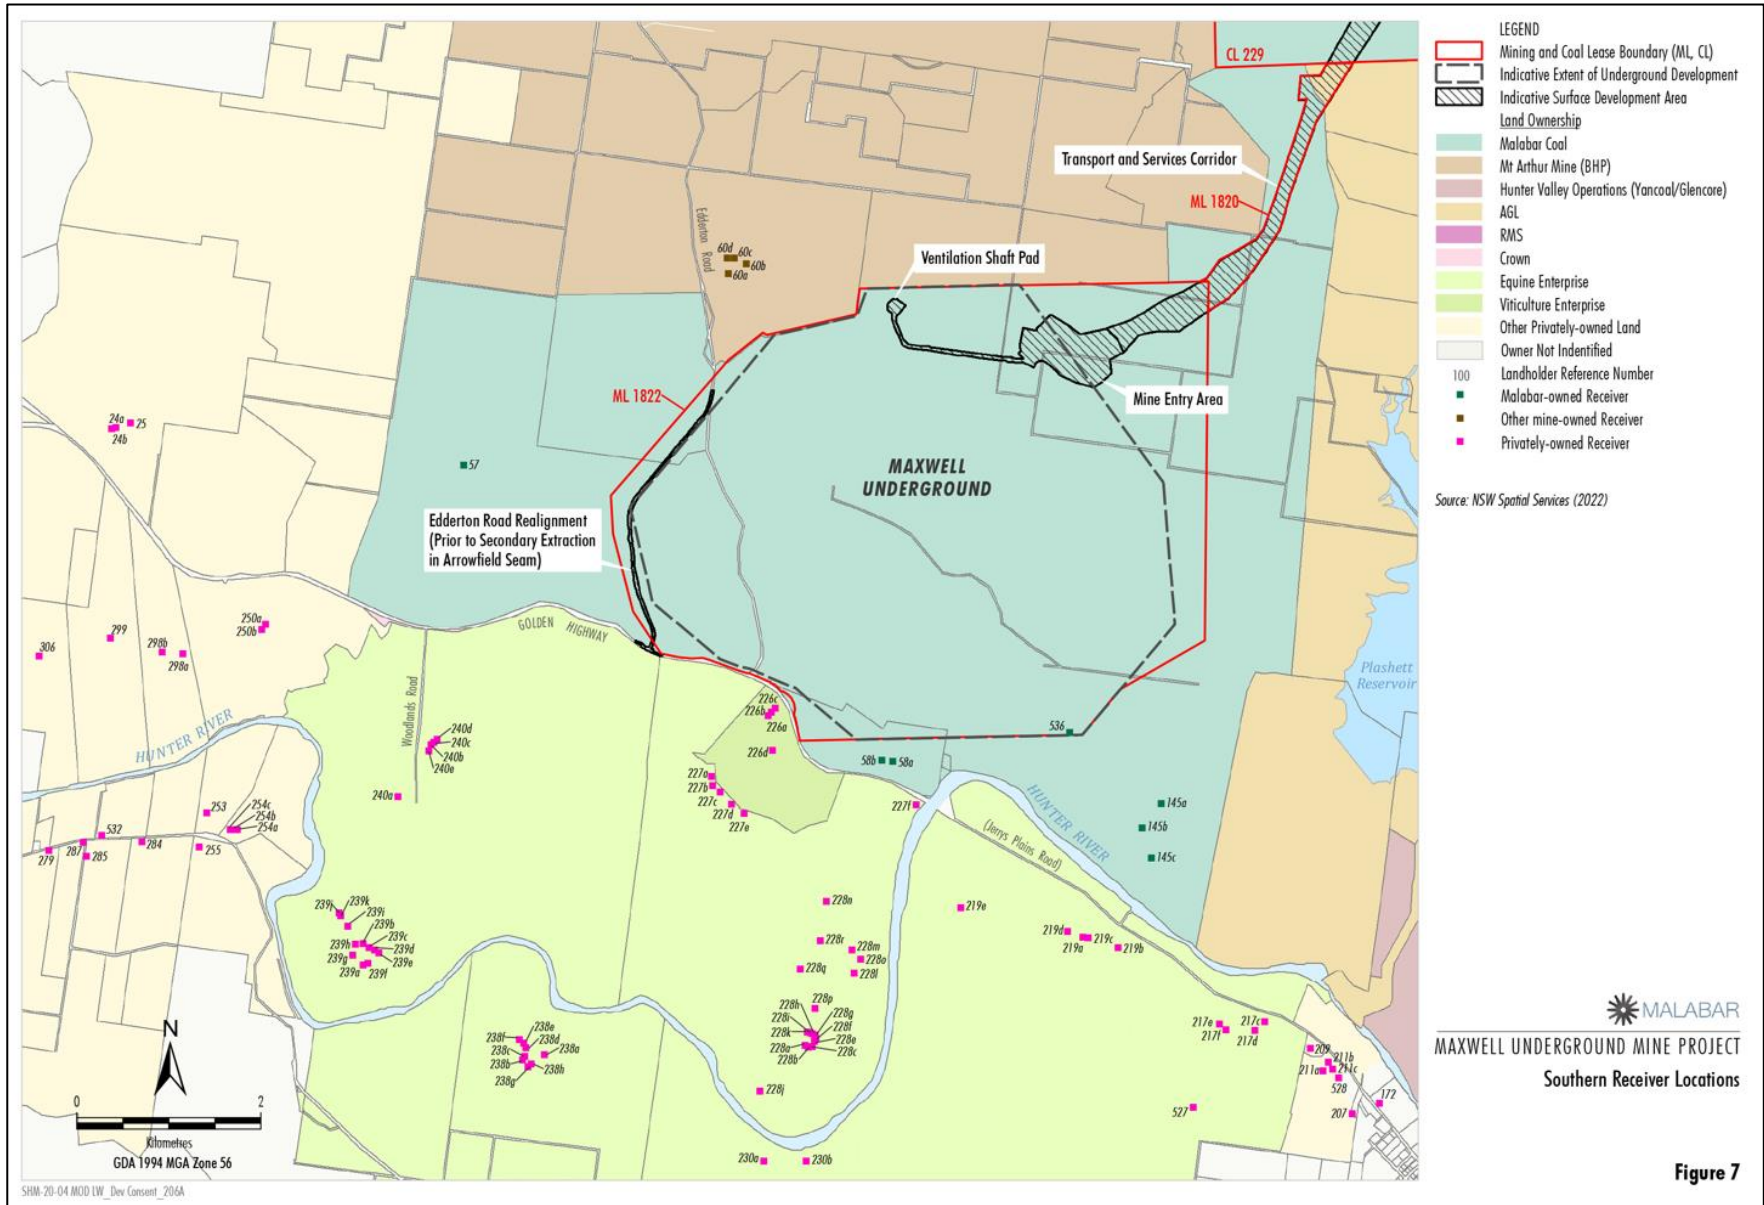 CL 229
Transport and Services Corridor
ML 1820
Edderton Road
60d
60c
60b
60a
Ventilation Shaft Pad
Mine Entry Area
ML 1822
24a
25
24b
57
MAXWELL
UNDERGROUND
Edderton Road Realignment
(Prior to Secondary Extraction
in Arrowfield Seam)
GOLDEN HIGHWAY
250a
250b
299
298b
298a
306
Plashett
Reservoir
HUNTER RIVER
Woodlands Road
240d
240c
240b
240e
240a
226c
226b
226a
226d
536
58b
58a
227a
227b
227c
227d
227e
227f
HUNTER RIVER
(Jerrys Plains Road)
145a
145b
145c
253
254c
254b
254a
532
287
284
279
285
255
239j
239k
239i
239b
239c
239h
239d
239g
239e
239a
239f
228n
219e
228r
228m
228o
228q
228l
219d
219a
219c
219b
228p
228h
228g
228i
228f
228k
228e
228a
228c
228b
228j
238e
238f
238d
238c
238a
238b
238h
238g
217e
217c
217f
217d
209
211b
211a
211c
528
172
207
527
230a
230b
N
0
2
Kilometres
GDA 1994 MGA Zone 56
SHM-20-04 MOD LW_Dev Consent_206A
LEGEND
Mining and Coal Lease Boundary (ML, CL)
Indicative Extent of Underground Development
Indicative Surface Development Area
Land Ownership
Malabar Coal
Mt Arthur Mine (BHP)
Hunter Valley Operations (Yancoal/Glencore)
AGL
RMS
Crown
Equine Enterprise
Viticulture Enterprise
Other Privately-owned Land
Owner Not Indentified
100 Landholder Reference Number
Malabar-owned Receiver
Other mine-owned Receiver
Privately-owned Receiver
Source: NSW Spatial Services (2022)
MALABAR
MAXWELL UNDERGROUND MINE PROJECT
Southern Receiver Locations
Figure 7